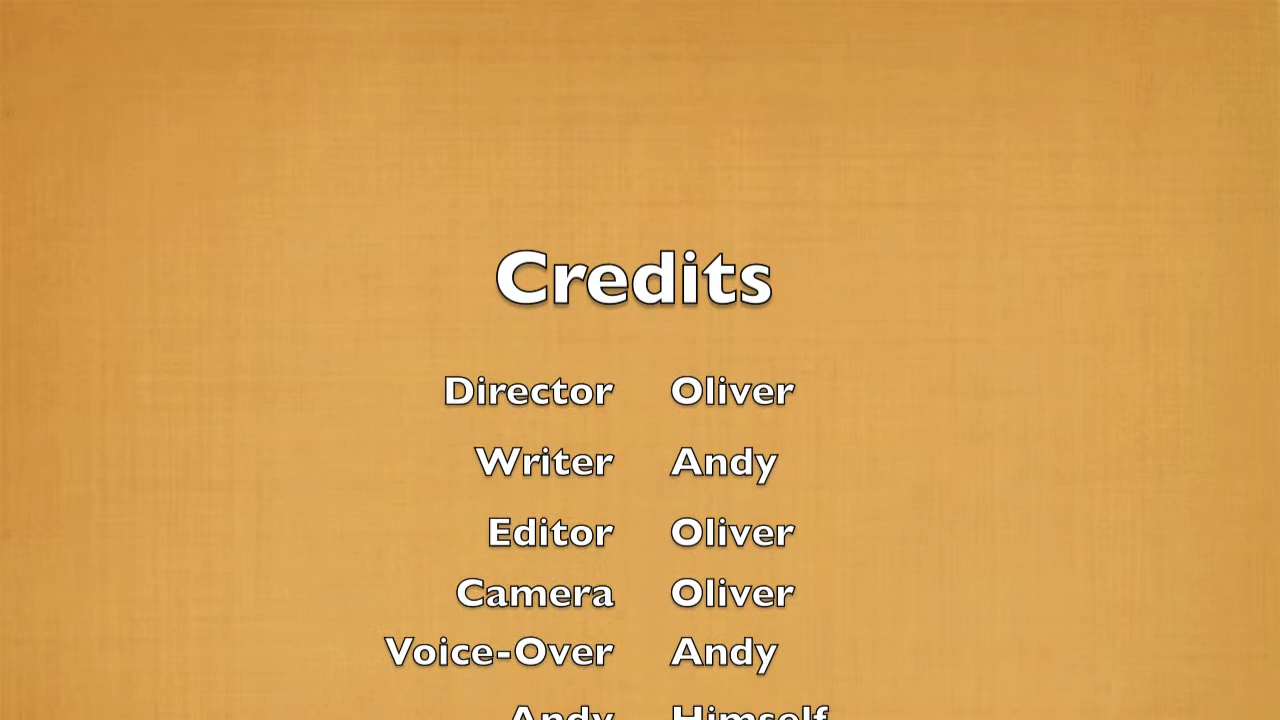 Credits
Director Oliver
Writer Andy
Editor Oliver
Camera Oliver
Voice-Over Andy
Andy Himself